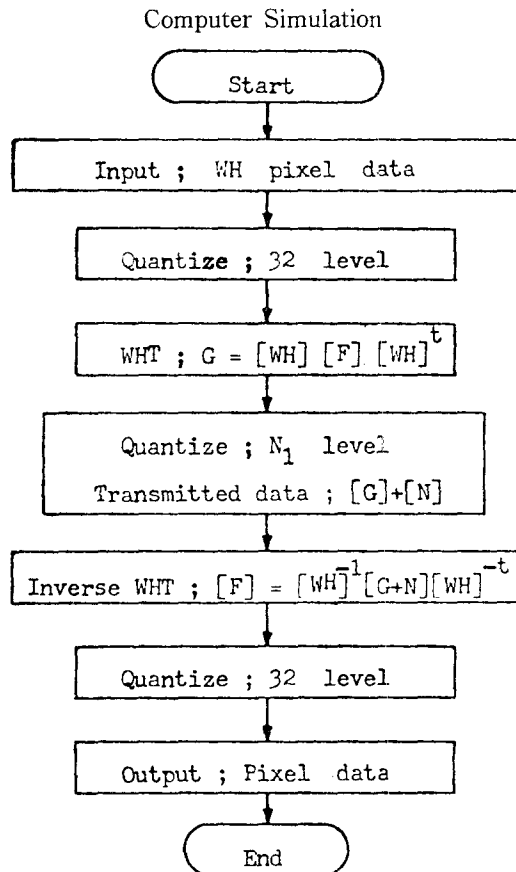 Computer Simulation
Start
Input ; WH pixel data
Quantize ; 32 level
WHT ; G = [WH] [F] [WH]^t
Quantize ; N₁ level
Transmitted data ; [G]+[N]
Inverse WHT ; [F] = [WH]^-1[G+N][WH]^-t
Quantize ; 32 level
Output ; Pixel data
End